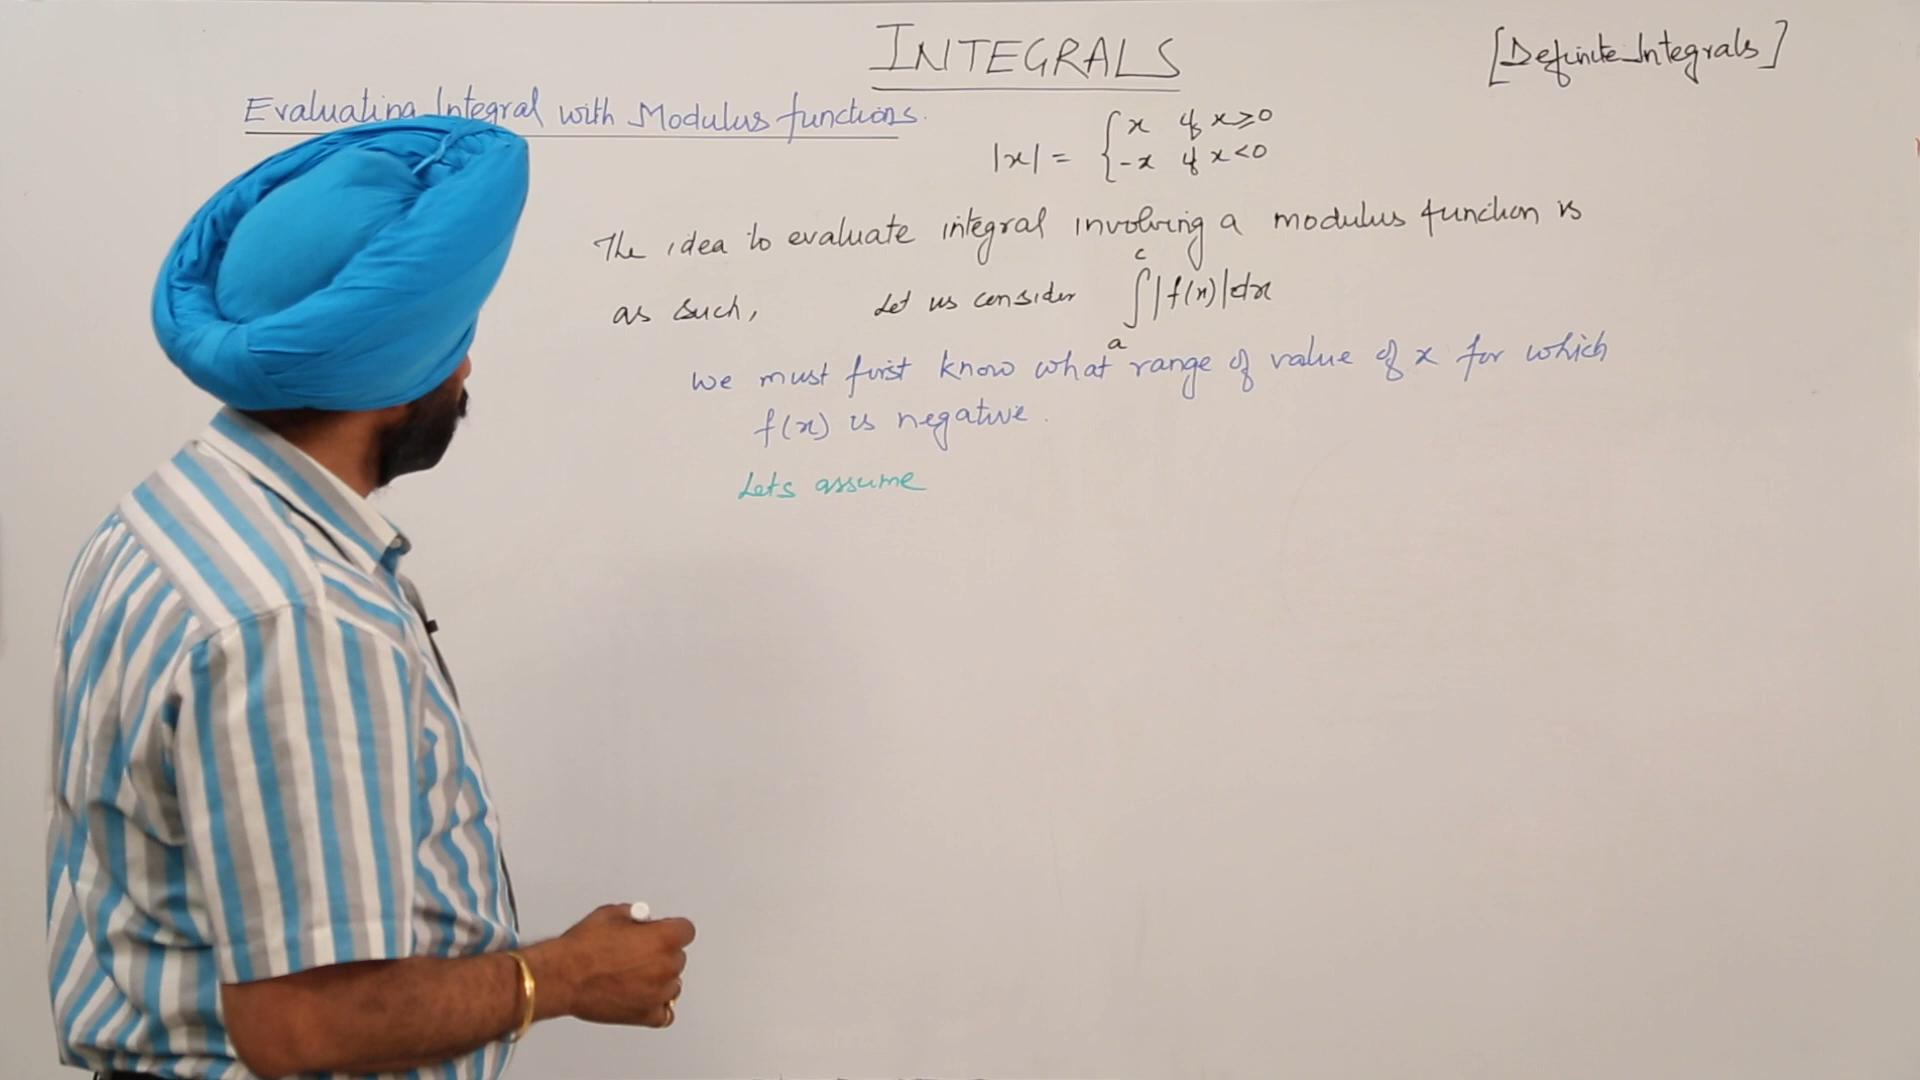 INTEGRALS
[Definite Integrals]
Evaluating Integral with Modulus functions.
|x| = { x if x ≥ 0
-x if x < 0
The idea to evaluate integral involving a modulus function is
as such, Let us consider ∫ₐᶜ |f(x)| dx
We must first know what range of value of x for which
f(x) is negative.
Lets assume